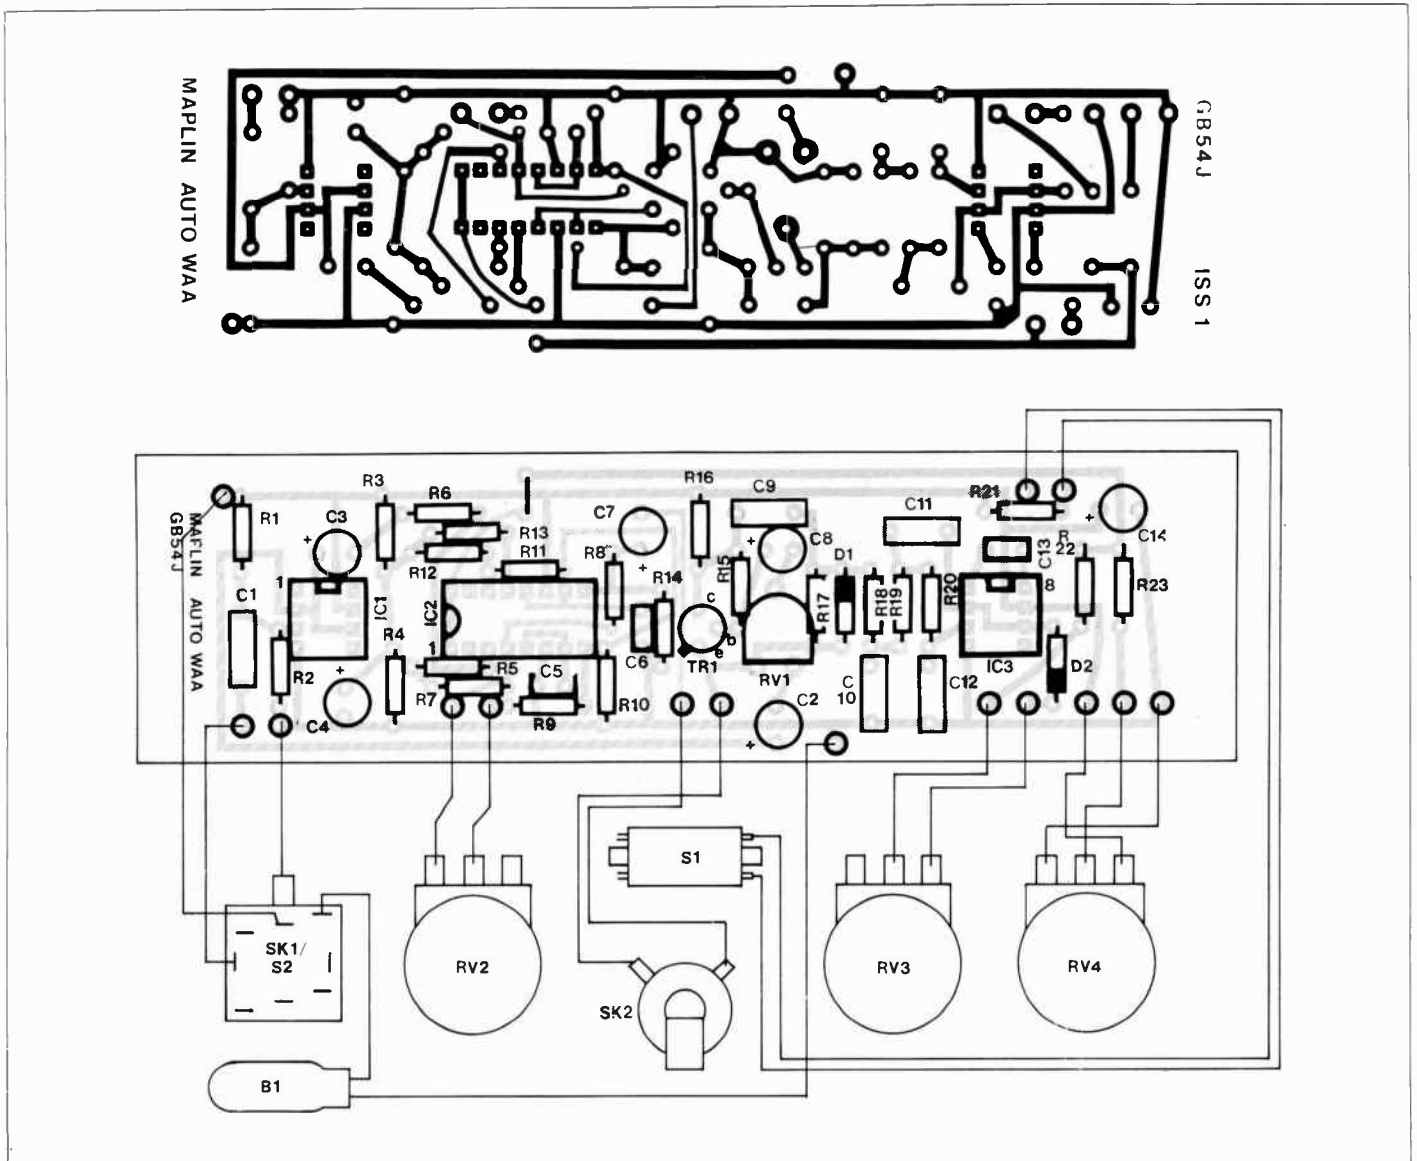 MAPLIN AUTO WAA
GB54J
ISS 1
MAPLIN AUTO WAA
GB54J
R1
C3
+
R3
R6
R13
R12
R11
C7
+
R8
R16
C9
+
C8
D1
C11
R21
C13
R
22
+
C14
R23
C1
1
IC1
R2
+
C4
R4
IC2
1
R7
R5
C5
R9
R10
C6
R14
c
b
e
TR1
R15
RV1
R17
R18
R19
R20
8
IC3
D2
C2
+
C
10
C12
SK1/
S2
B1
RV2
S1
SK2
RV3
RV4